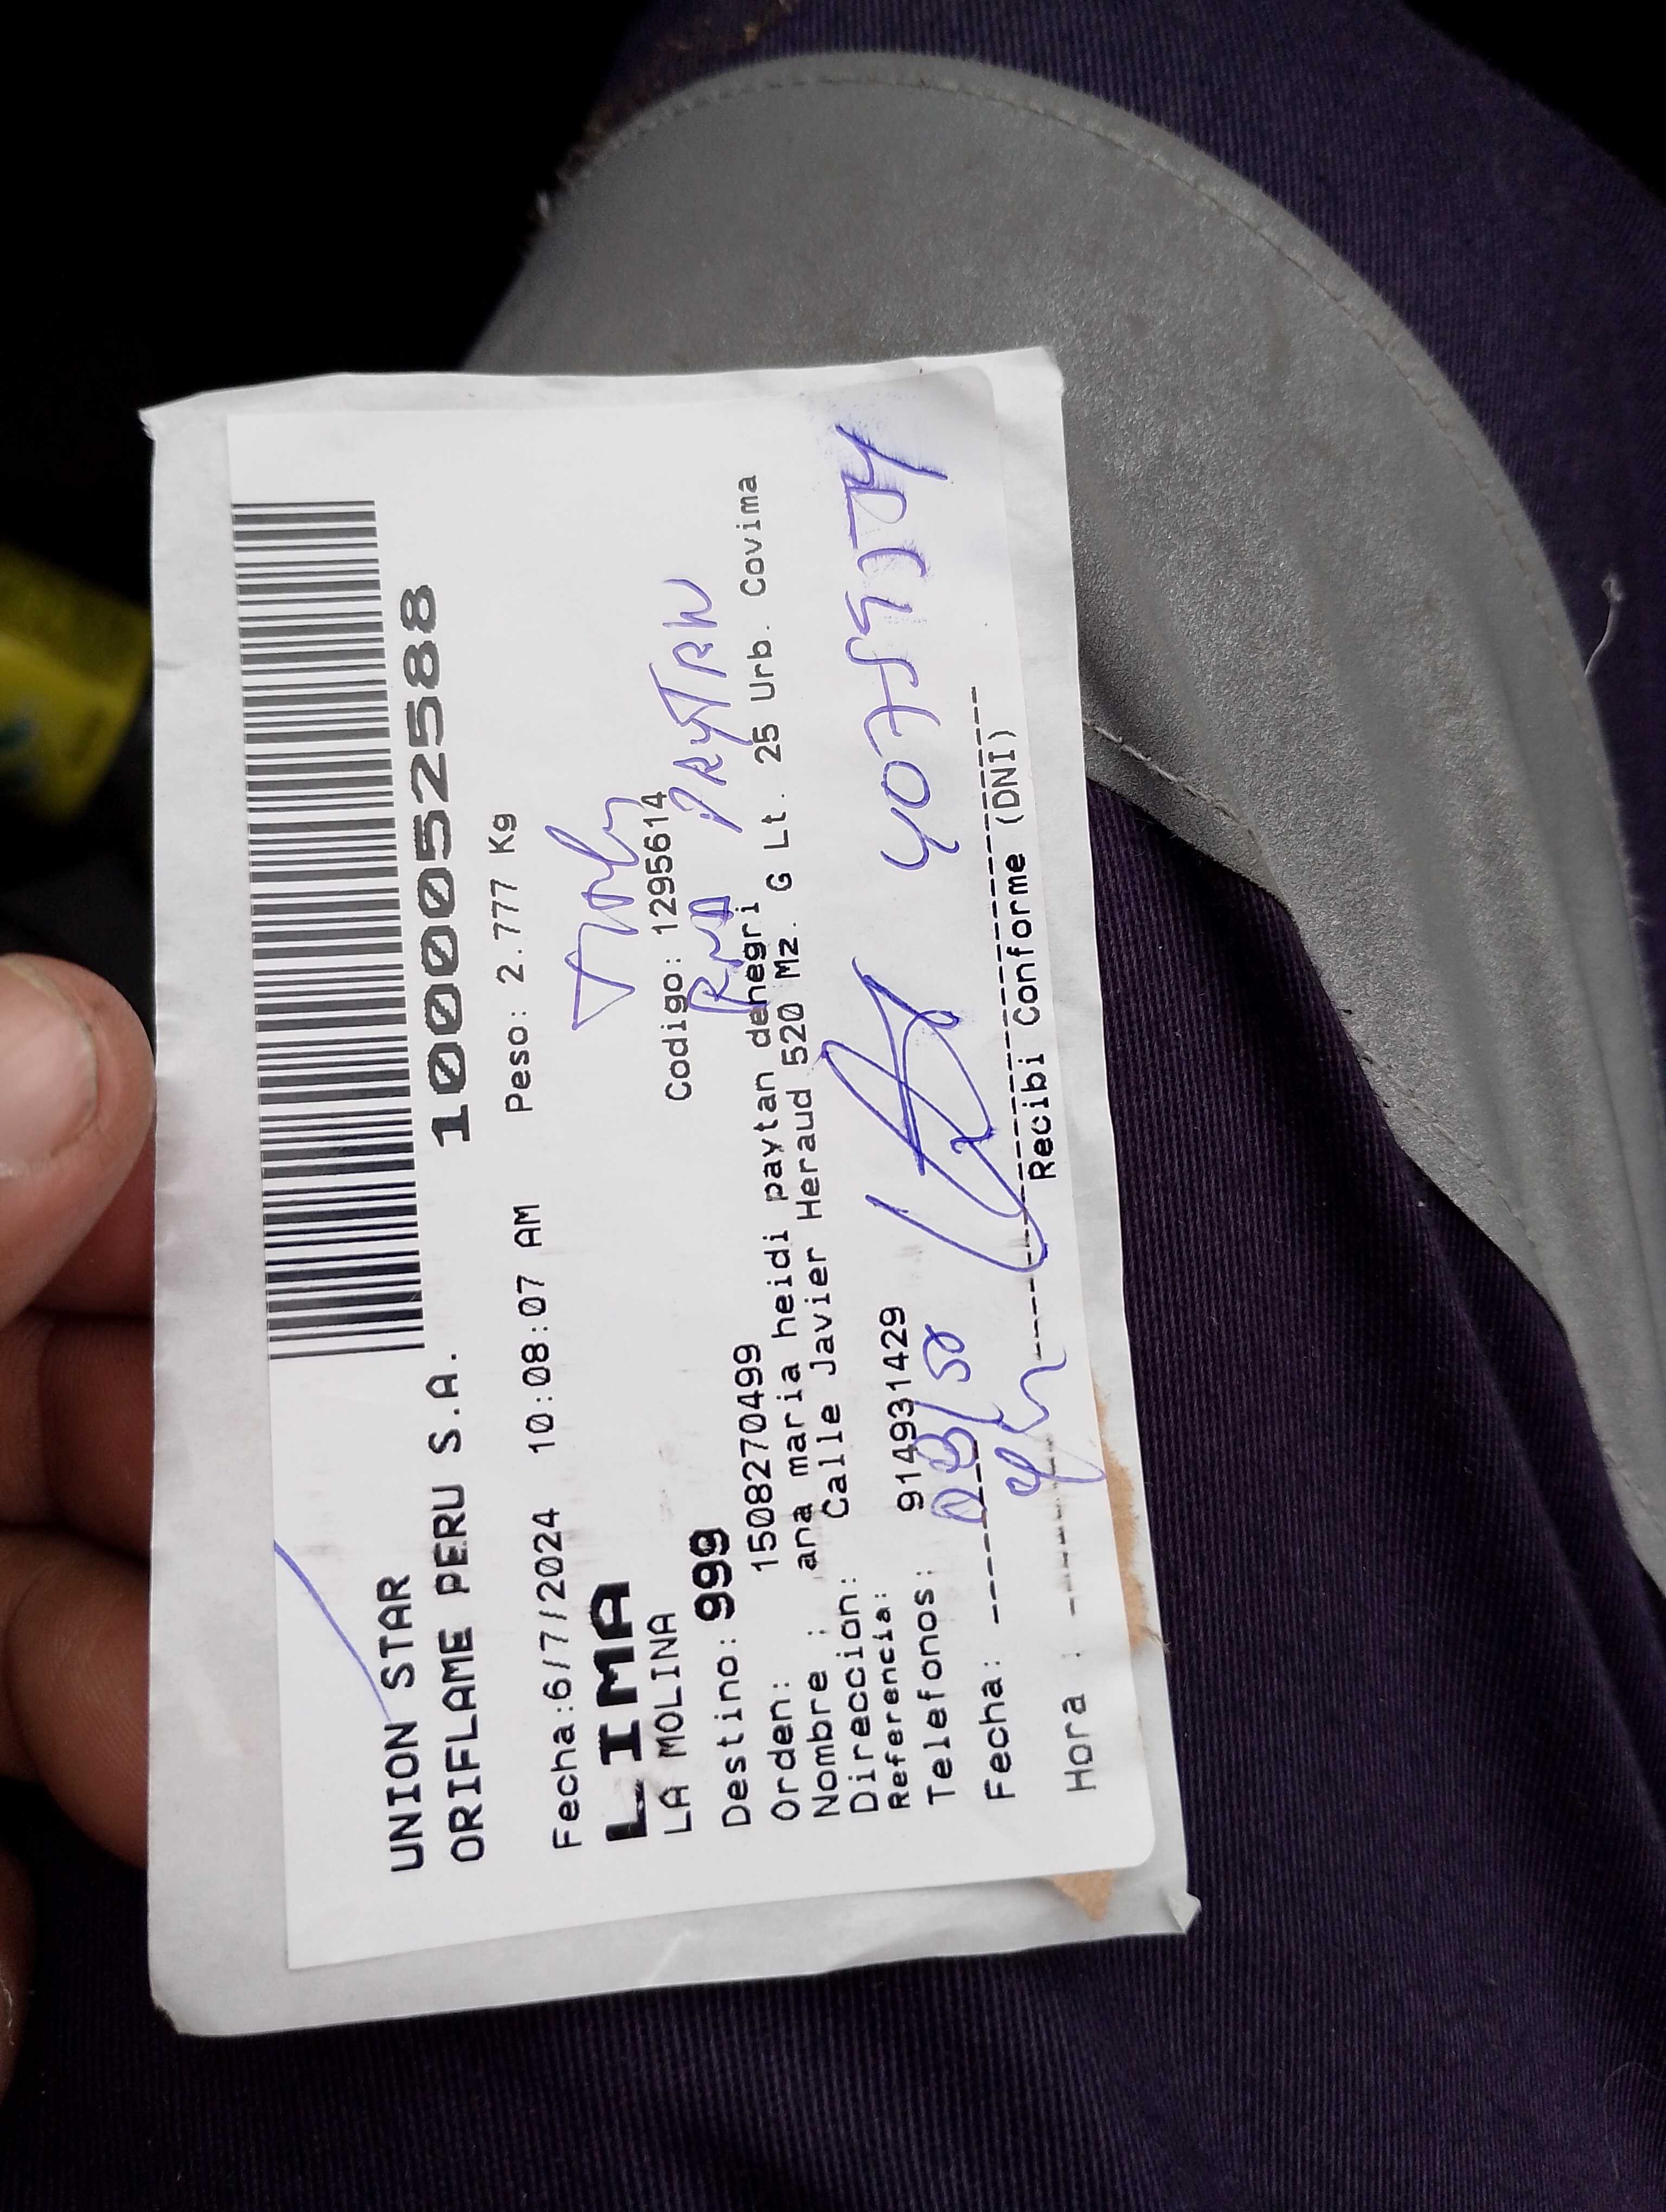 UNION STAR
ORIFLAME PERU S.A. 1000052588
Fecha:6/7/2024 10:08:07 AM Peso: 2.777 Kg
LIMA
LA MOLINA
Destino: 999 Codigo: 1295614
ANA PAYTAN
Orden: 1508270499
Nombre : ana maria heidi paytan denegri
Direccion: Calle Javier Heraud 520 Mz. G Lt. 25 Urb. Covima
Referencia:
Telefonos: 914931429
Fecha:
Recibi Conforme (DNI)
Hora :